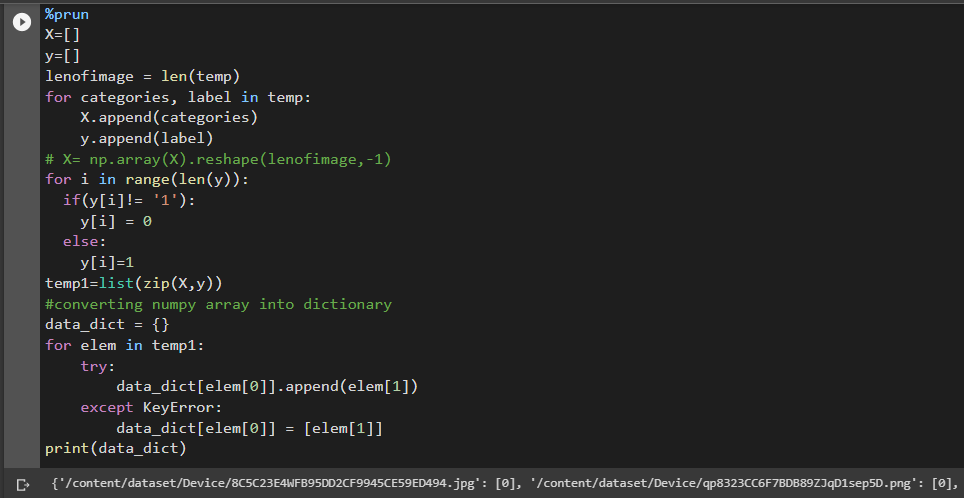 %prun
X=[]
y=[]
lenofimage = len(temp)
for categories, label in temp:
    X.append(categories)
    y.append(label)
# X= np.array(X).reshape(lenofimage,-1)
for i in range(len(y)):
  if(y[i]!= '1'):
    y[i] = 0
  else:
    y[i]=1
temp1=list(zip(X,y))
#converting numpy array into dictionary
data_dict = {}
for elem in temp1:
    try:
        data_dict[elem[0]].append(elem[1])
    except KeyError:
        data_dict[elem[0]] = [elem[1]]
print(data_dict)
{'/content/dataset/Device/8C5C23E4WFB95DD2CF9945CE59ED494.jpg': [0], '/content/dataset/Device/qp8323CC6F7BDB89ZJqD1sep5D.png': [0],